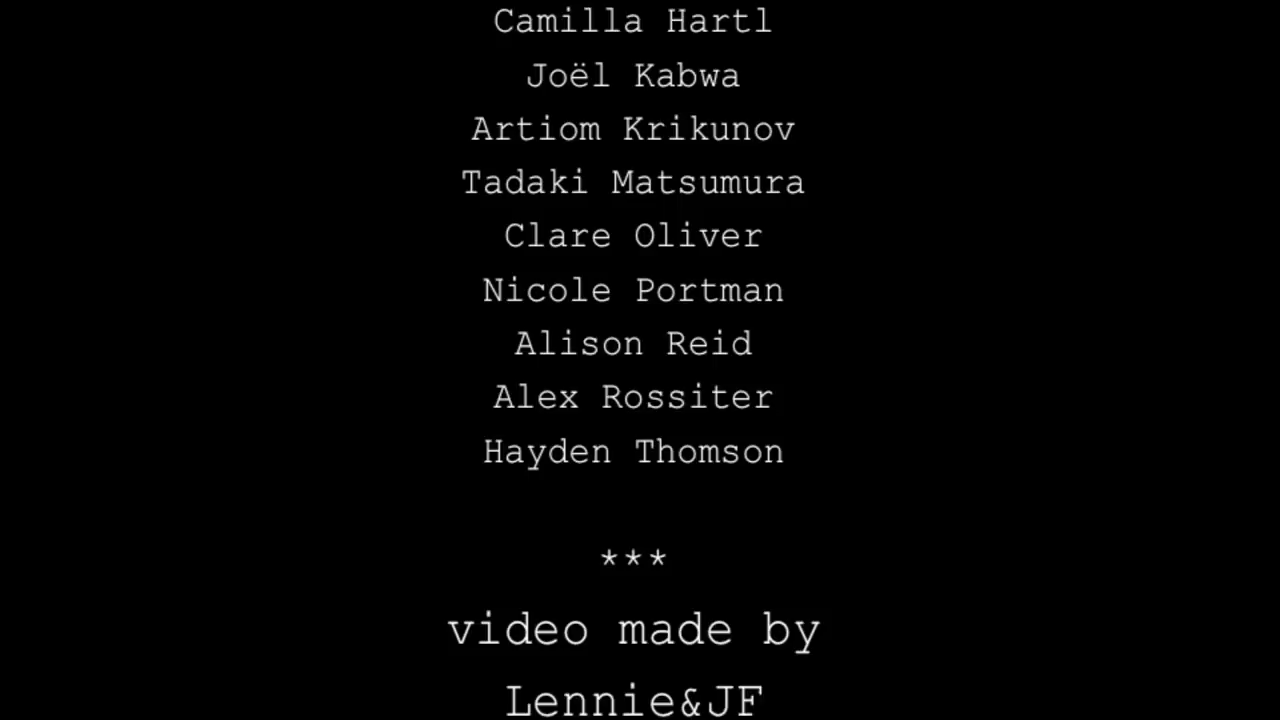 Camilla Hartl
Joël Kabwa
Artiom Krikunov
Tadaki Matsumura
Clare Oliver
Nicole Portman
Alison Reid
Alex Rossiter
Hayden Thomson
***
video made by
Lennie&JF